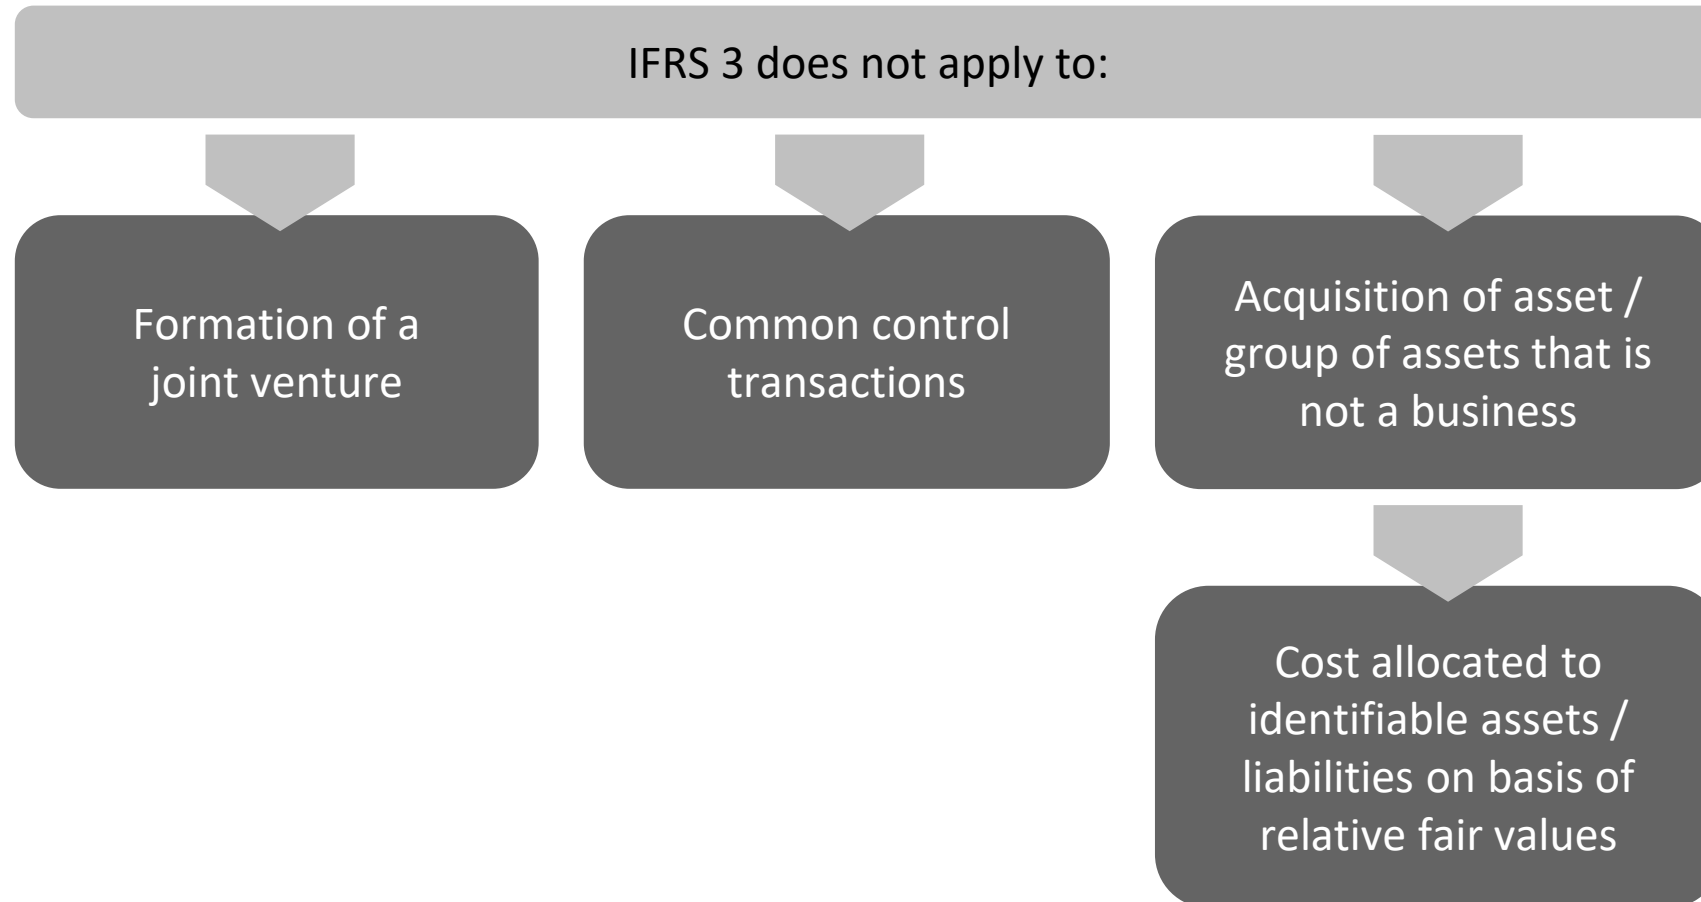 IFRS 3 does not apply to:
Formation of a
joint venture
Common control
transactions
Acquisition of asset /
group of assets that is
not a business
Cost allocated to
identifiable assets /
liabilities on basis of
relative fair values